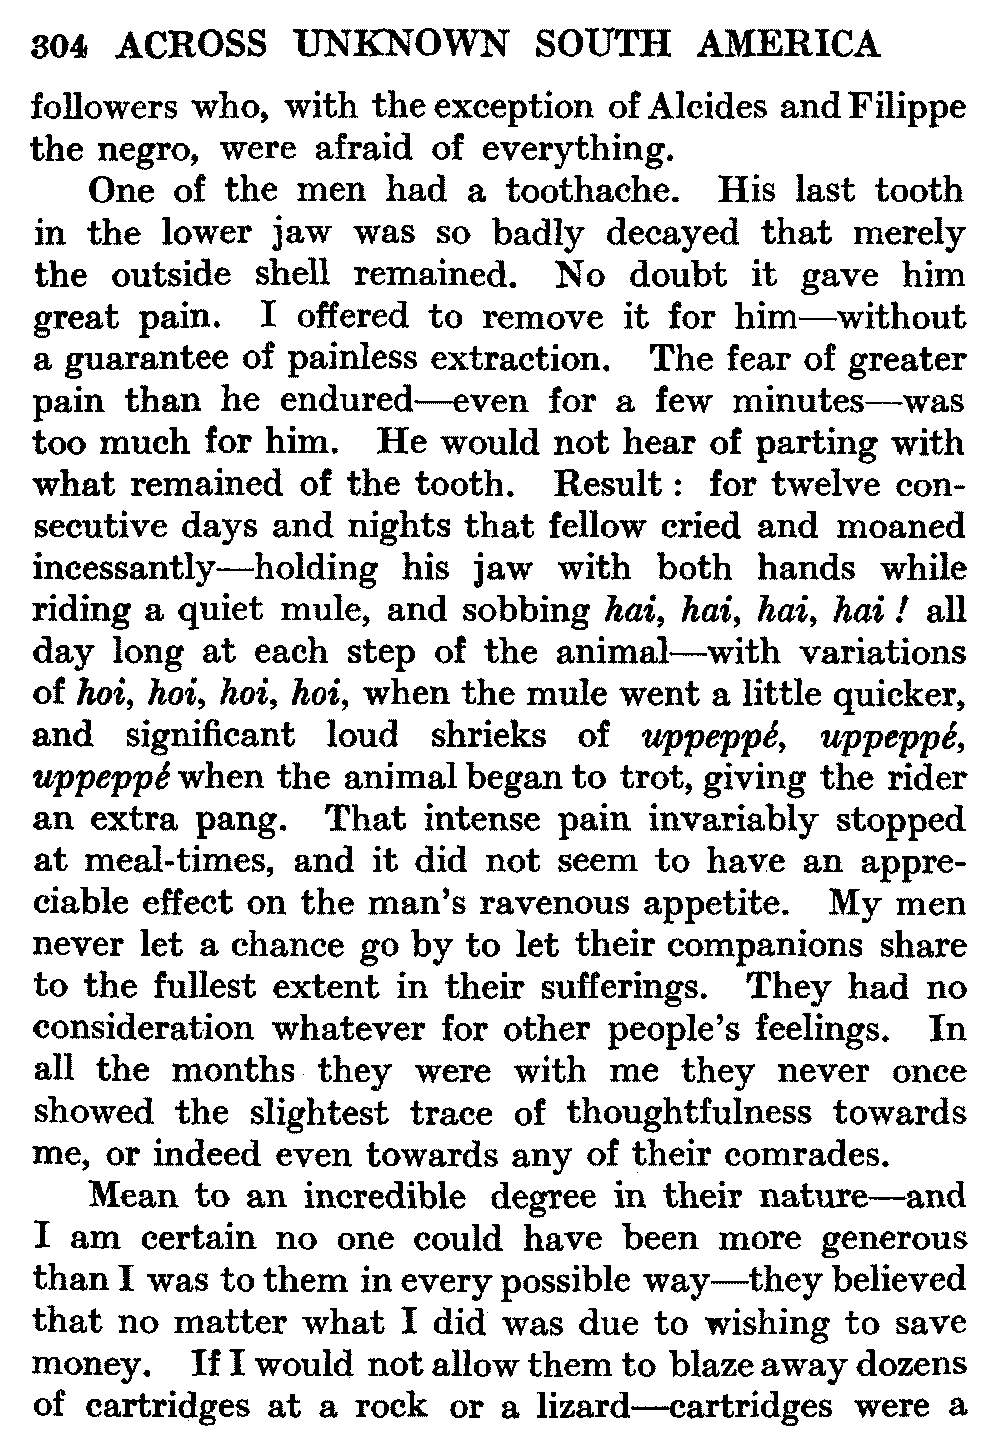 304 ACROSS UNKNOWN SOUTH AMERICA
followers who, with the exception of Alcides and Filippe
the negro, were afraid of everything.
One of the men had a toothache. His last tooth
in the lower jaw was so badly decayed that merely
the outside shell remained. No doubt it gave him
great pain. I offered to remove it for him—without
a guarantee of painless extraction. The fear of greater
pain than he endured—even for a few minutes—was
too much for him. He would not hear of parting with
what remained of the tooth. Result : for twelve con-
secutive days and nights that fellow cried and moaned
incessantly—holding his jaw with both hands while
riding a quiet mule, and sobbing hai, hai, hai, hai ! all
day long at each step of the animal—with variations
of hoi, hoi, hoi, hoi, when the mule went a little quicker,
and significant loud shrieks of uppeppé, uppeppé,
uppeppé when the animal began to trot, giving the rider
an extra pang. That intense pain invariably stopped
at meal-times, and it did not seem to have an appre-
ciable effect on the man's ravenous appetite. My men
never let a chance go by to let their companions share
to the fullest extent in their sufferings. They had no
consideration whatever for other people's feelings. In
all the months they were with me they never once
showed the slightest trace of thoughtfulness towards
me, or indeed even towards any of their comrades.
Mean to an incredible degree in their nature—and
I am certain no one could have been more generous
than I was to them in every possible way—they believed
that no matter what I did was due to wishing to save
money. If I would not allow them to blaze away dozens
of cartridges at a rock or a lizard—cartridges were a